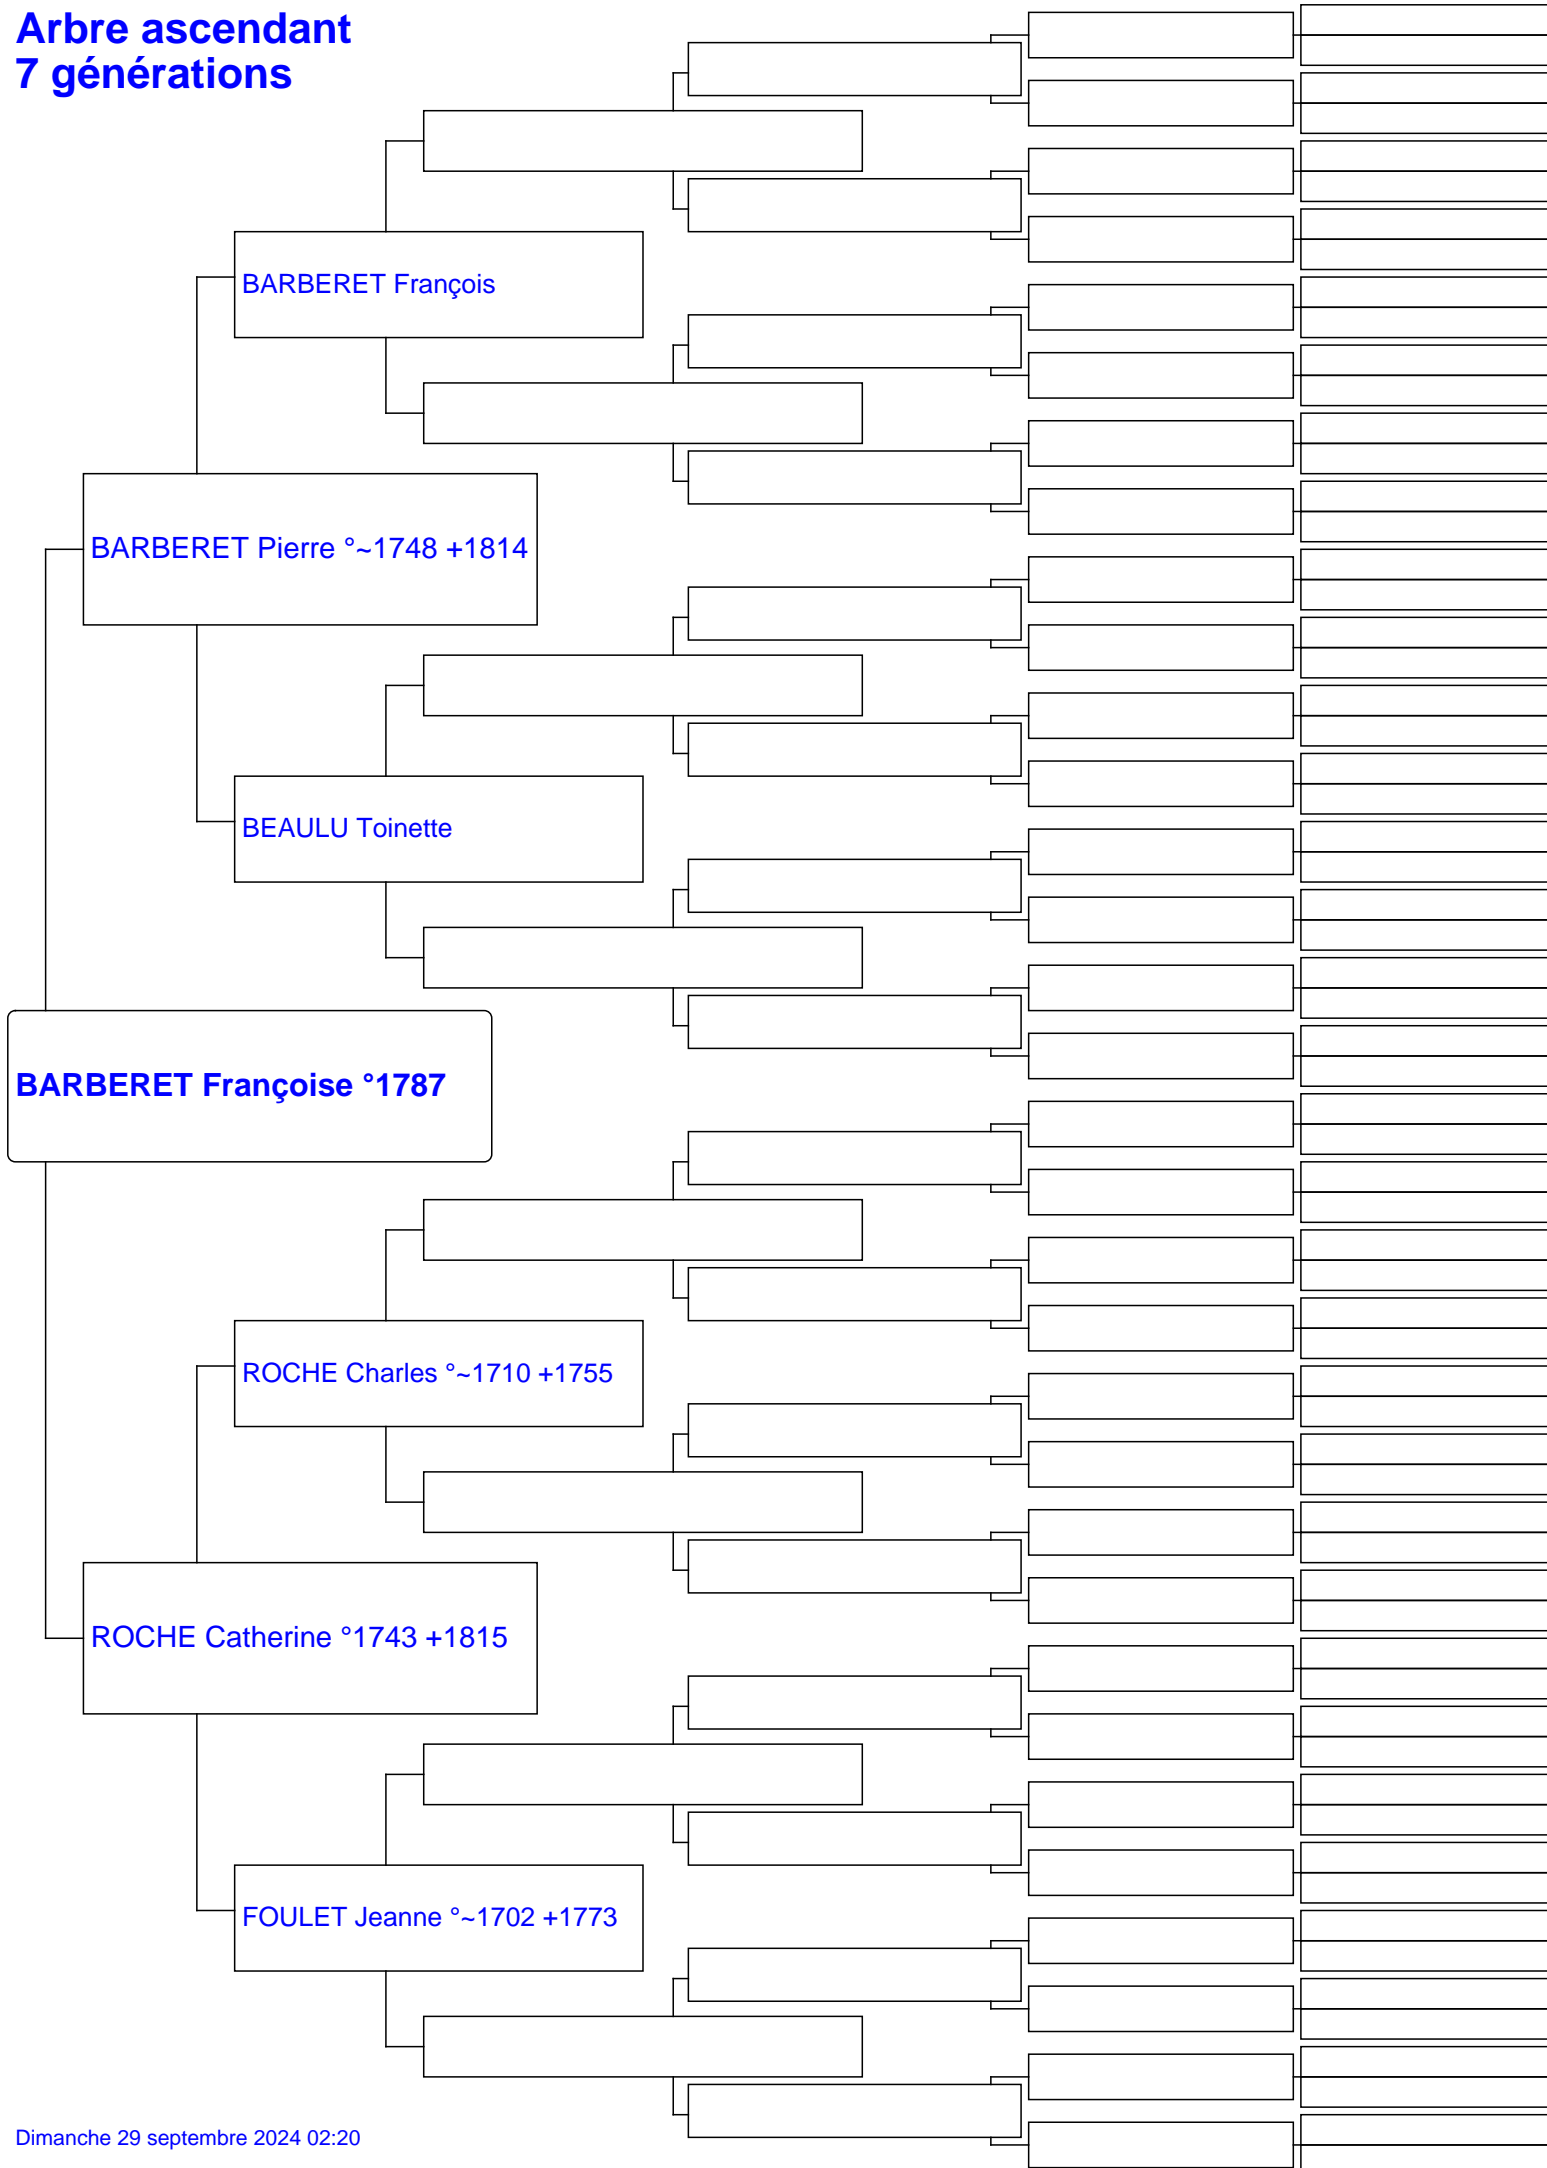 Arbre ascendant
7 générations
BARBERET François
BARBERET Pierre °~1748 +1814
BEAULU Toinette
BARBERET Françoise °1787
ROCHE Charles °~1710 +1755
ROCHE Catherine °1743 +1815
FOULET Jeanne °~1702 +1773
Dimanche 29 septembre 2024 02:20